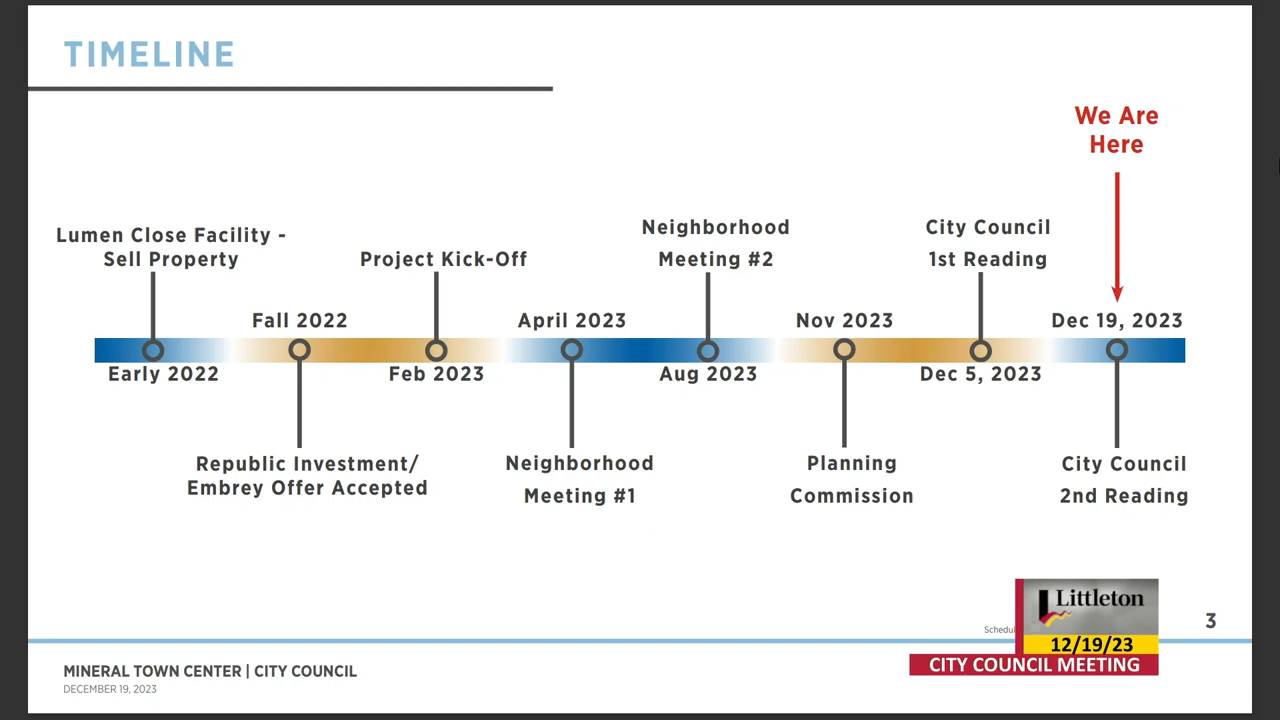 TIMELINE
We Are
Here
Lumen Close Facility -
Sell Property
Project Kick-Off
Neighborhood
Meeting #2
City Council
1st Reading
Fall 2022
April 2023
Nov 2023
Dec 19, 2023
Early 2022
Feb 2023
Aug 2023
Dec 5, 2023
Republic Investment/
Embrey Offer Accepted
Neighborhood
Meeting #1
Planning
Commission
City Council
2nd Reading
Littleton
12/19/23
CITY COUNCIL MEETING
3
MINERAL TOWN CENTER | CITY COUNCIL
DECEMBER 19, 2023